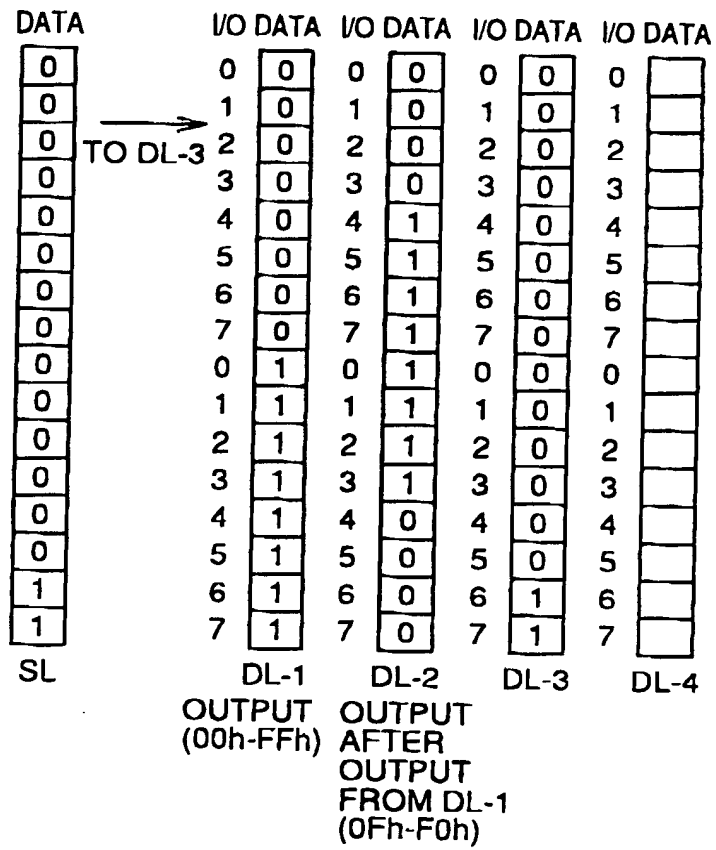 DATA I/O DATA I/O DATA I/O DATA I/O DATA
0 0 0 0 0 0 0 0
0 1 0 1 0 1 0 1
0 2 0 2 0 2 0 2
TO DL-3
0 3 0 3 0 3 0 3
0 4 0 4 1 4 0 4
0 5 0 5 1 5 0 5
0 6 0 6 1 6 0 6
0 7 0 7 1 7 0 7
0 0 1 0 1 0 0 0
0 1 1 1 1 1 0 1
0 2 1 2 1 2 0 2
0 3 1 3 1 3 0 3
0 4 1 4 0 4 0 4
0 5 1 5 0 5 0 5
1 6 1 6 0 6 1 6
1 7 1 7 0 7 1 7
SL DL-1 DL-2 DL-3 DL-4
OUTPUT
(00h-FFh)
OUTPUT
AFTER
OUTPUT
FROM DL-1
(0Fh-F0h)